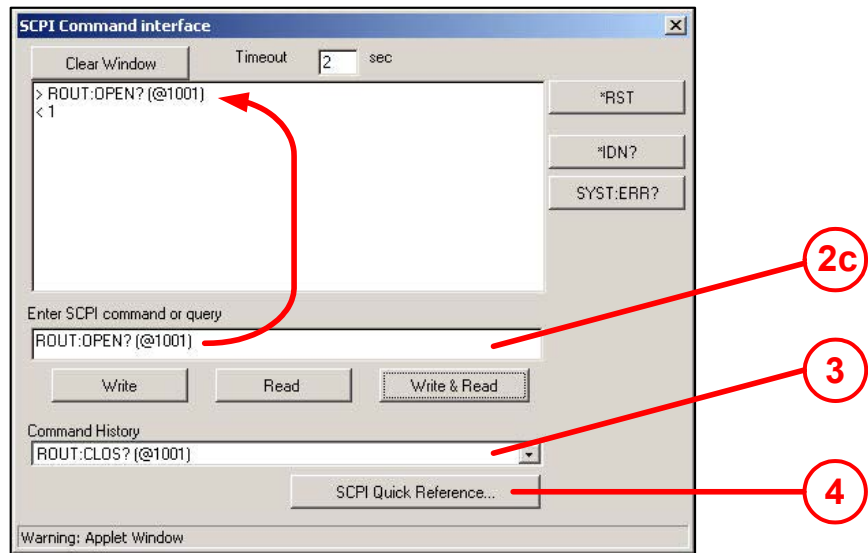 SCPI Command interface
Clear Window
Timeout 2 sec
> ROUT:OPEN? (@1001)
< 1
*RST
*IDN?
SYST:ERR?
2c
Enter SCPI command or query
ROUT:OPEN? (@1001)
Write Read Write & Read
3
Command History
ROUT:CLOS? (@1001)
SCPI Quick Reference...
4
Warning: Applet Window